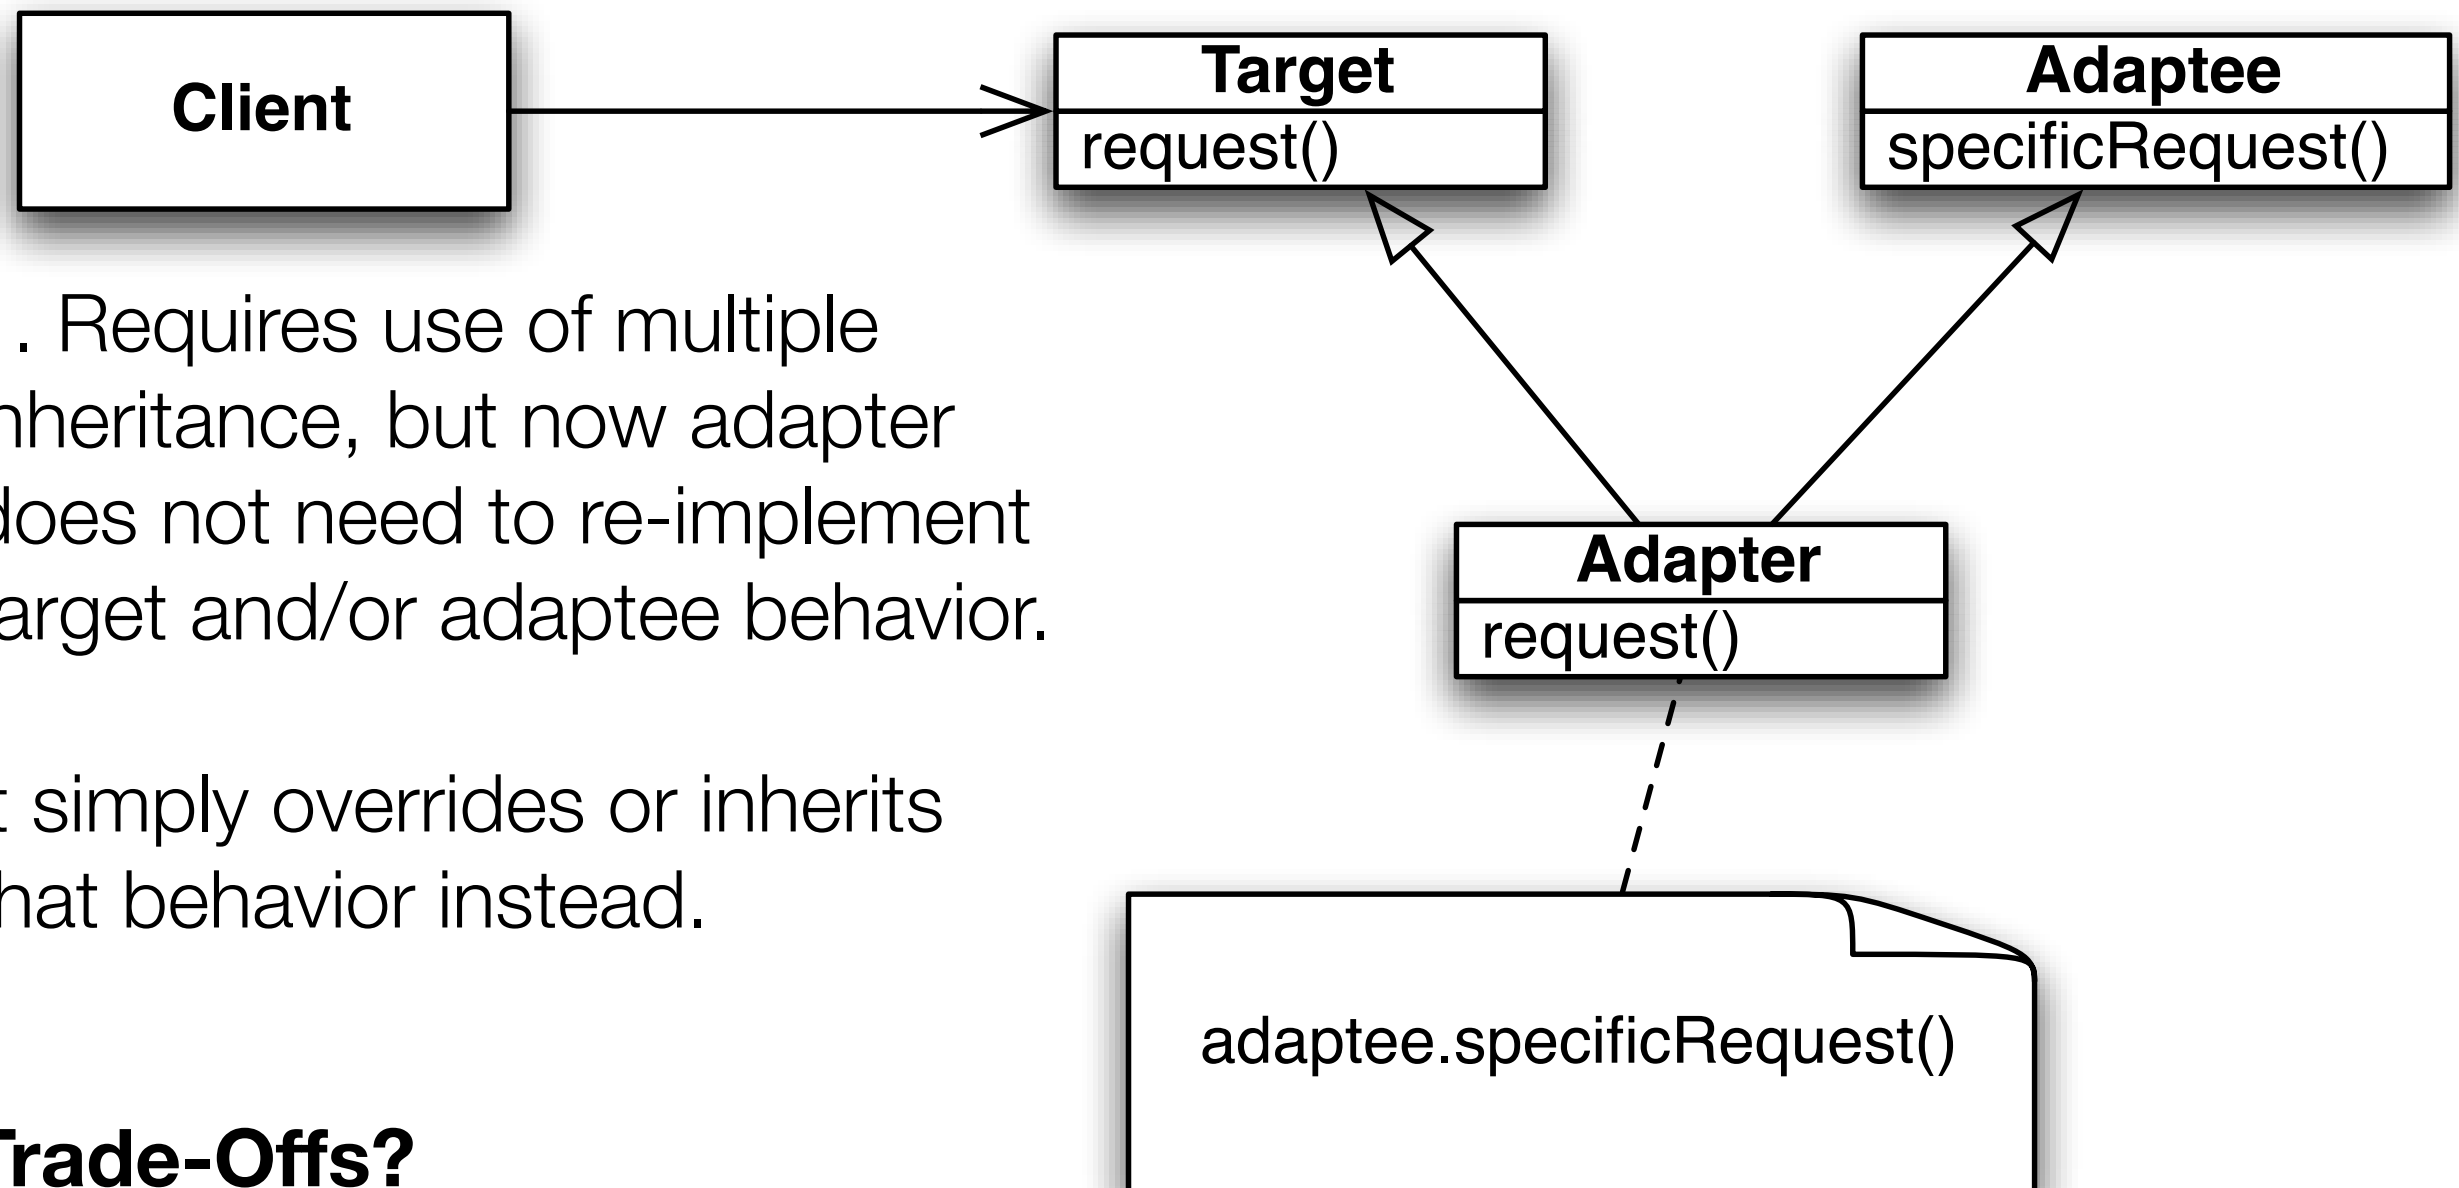 Client
Target
request()
Adaptee
specificRequest()
. Requires use of multiple
nheritance, but now adapter
does not need to re-implement
arget and/or adaptee behavior.
Adapter
request()
t simply overrides or inherits
hat behavior instead.
adaptee.specificRequest()
Trade-Offs?